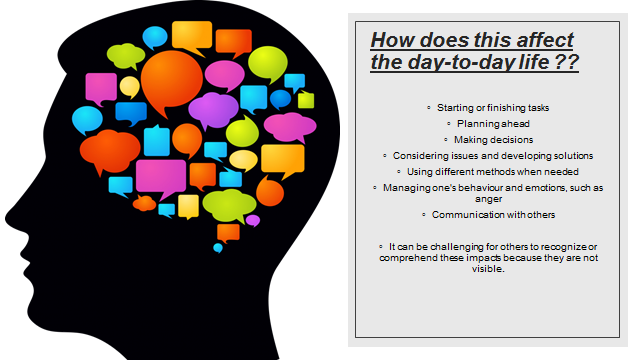 How does this affect
the day-to-day life ??
▫ Starting or finishing tasks
▫ Planning ahead
▫ Making decisions
▫ Considering issues and developing solutions
▫ Using different methods when needed
▫ Managing one's behaviour and emotions, such as
anger
▫ Communication with others
▫ It can be challenging for others to recognize or
comprehend these impacts because they are not
visible.